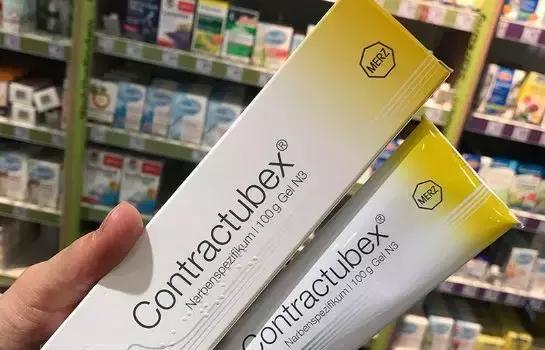 MERZ
Contractubex®
Narbenspezifikum | 100 g Gel N3
MERZ
Contractubex®
Narbenspezifikum | 100 g Gel N3